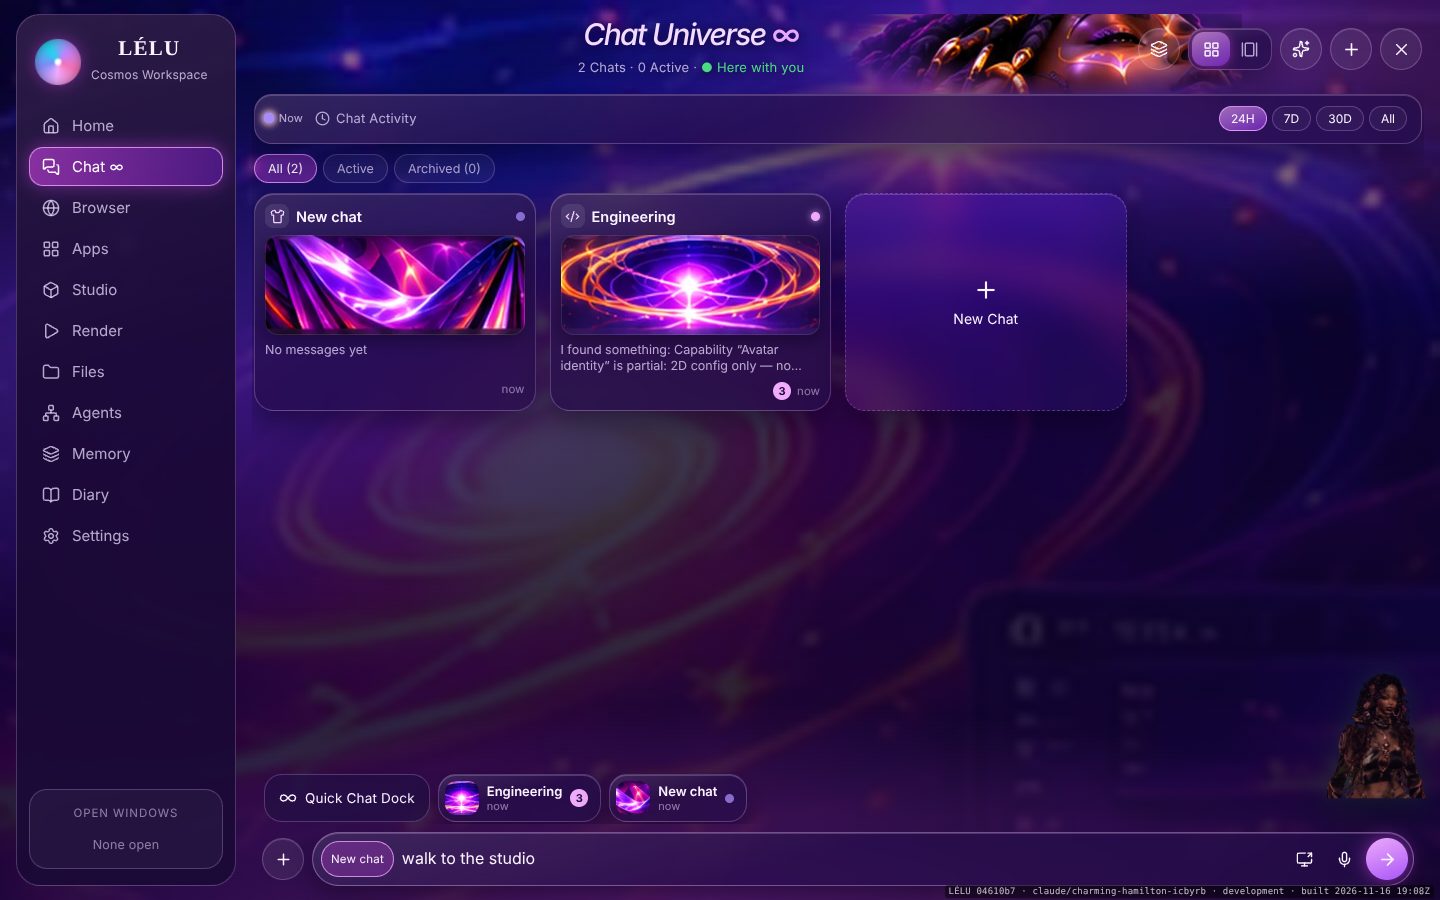 LÉLU
Cosmos Workspace
Home
Chat ∞
Browser
Apps
Studio
Render
Files
Agents
Memory
Diary
Settings
OPEN WINDOWS
None open
Chat Universe ∞
2 Chats · 0 Active · Here with you
Now
Chat Activity
24H
7D
30D
All
All (2)
Active
Archived (0)
New chat
No messages yet
now
Engineering
I found something: Capability “Avatar
identity” is partial: 2D config only — no...
3 now
New Chat
Quick Chat Dock
Engineering
now
3
New chat
now
New chat
walk to the studio
LÉLU 04610b7 · claude/charming-hamilton-icbyrb · development · built 2026-11-16 19:08Z